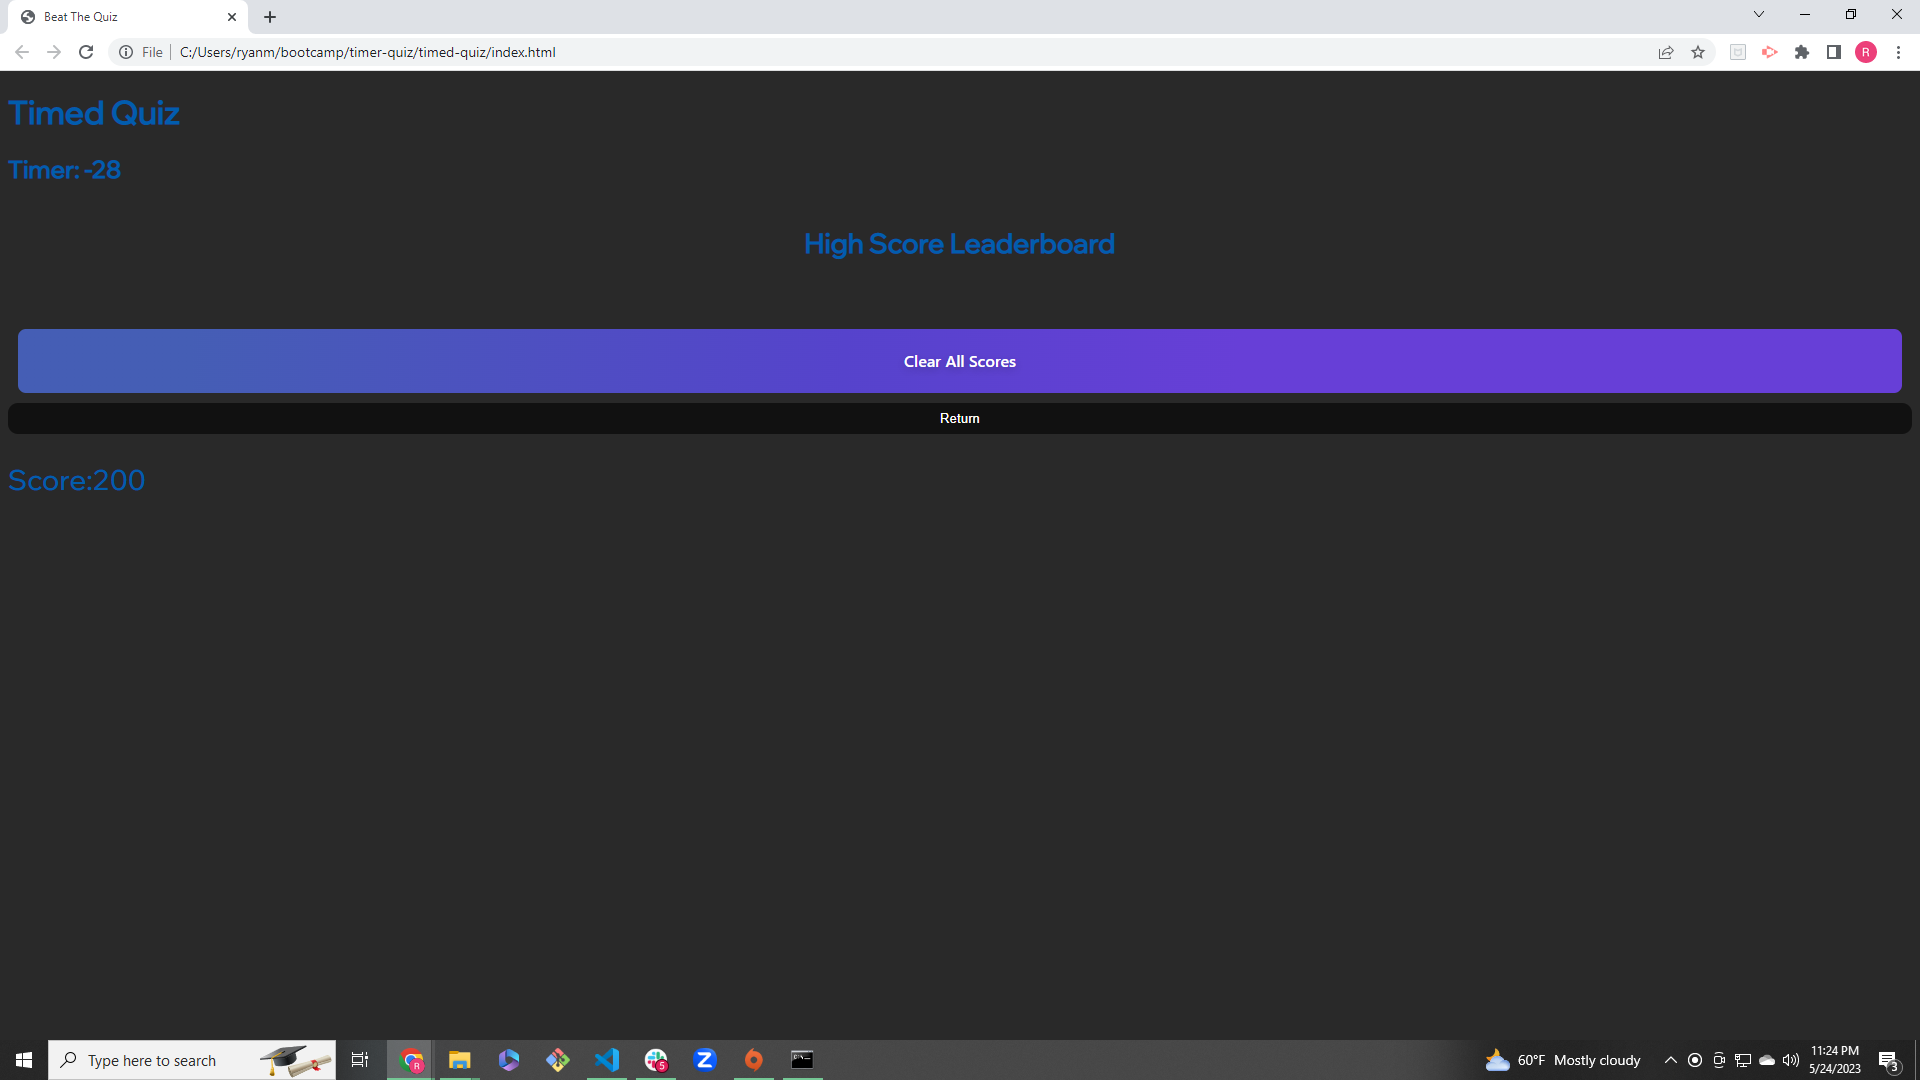 Beat The Quiz
File
C:/Users/ryanm/bootcamp/timer-quiz/timed-quiz/index.html
R
Timed Quiz
Timer: -28
High Score Leaderboard
Clear All Scores
Return
Score:200
Type here to search
R
5
60°F Mostly cloudy
11:24 PM
5/24/2023
3